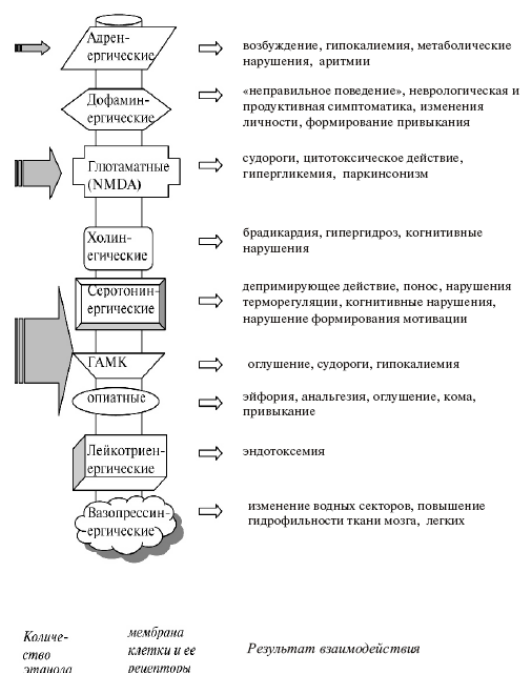 Адрен-
ергические
возбуждение, гипокалиемия, метаболические
нарушения, аритмии
Дофамин-
ергические
«неправильное поведение», неврологическая и
продуктивная симптоматика, изменения
личности, формирование привыкания
Глютаматные
(NMDA)
судороги, цитотоксическое действие,
гипергликемия, паркинсонизм
Холин-
егические
брадикардия, гипергидроз, когнитивные
нарушения
Серотонин-
ергические
депримирующее действие, понос, нарушения
терморегуляции, когнитивные нарушения,
нарушение формирования мотивации
ГАМК
оглушение, судороги, гипокалиемия
опиатные
эйфория, анальгезия, оглушение, кома,
привыкание
Лейкотриен-
ергические
эндотоксемия
Вазопрессин-
ергические
изменение водных секторов, повышение
гидрофильности ткани мозга, легких
Количе-
ство
этанола
мембрана
клетки и ее
рецепторы
Результат взаимодействия